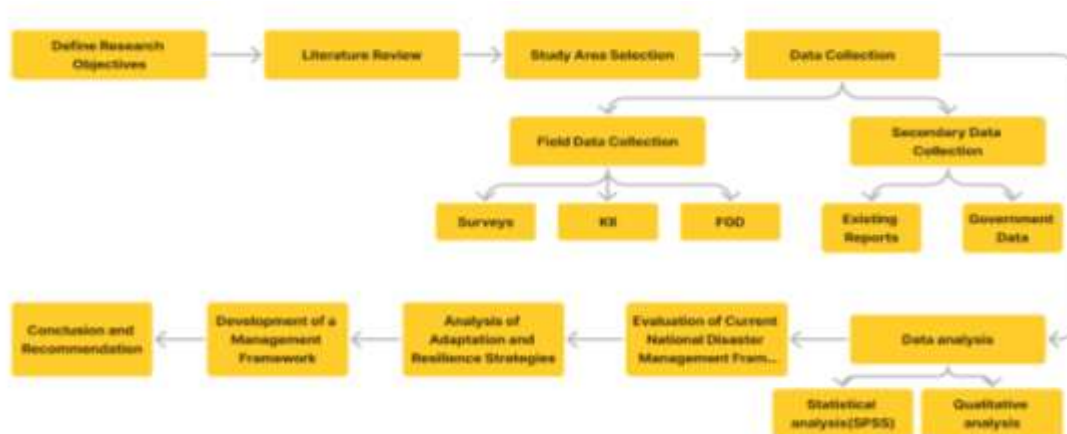 Define Research
Objectives
Literature Review
Study Area Selection
Data Collection
Field Data Collection
Secondary Data
Collection
Surveys
KII
FGD
Existing
Reports
Government
Data
Conclusion and
Recommendation
Development of a
Management
Framework
Analysis of
Adaptation and
Resilience Strategies
Evaluation of Current
National Disaster
Management Fram...
Data analysis
Statistical
analysis(SPSS)
Qualitative
analysis